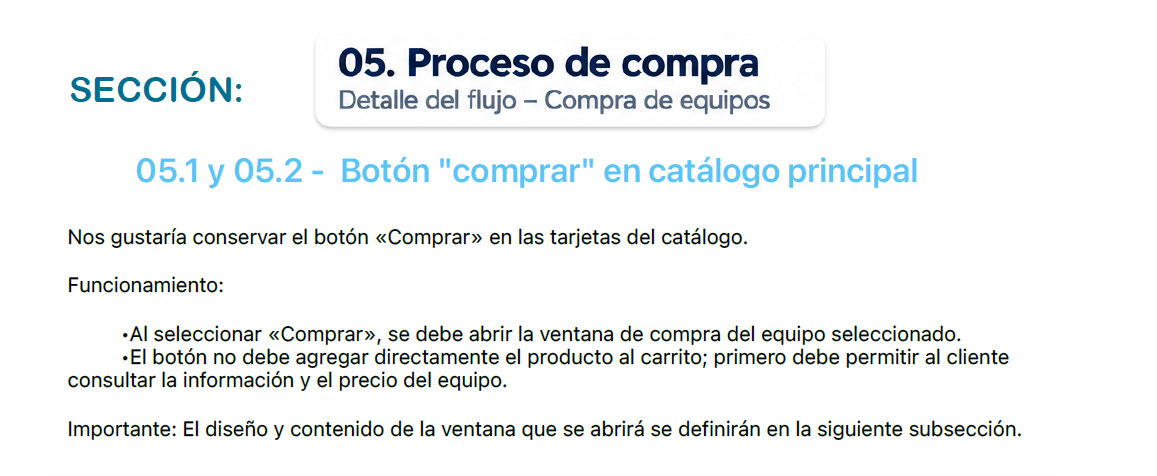 SECCIÓN:
05. Proceso de compra
Detalle del flujo – Compra de equipos
05.1 y 05.2 - Botón "comprar" en catálogo principal
Nos gustaría conservar el botón «Comprar» en las tarjetas del catálogo.
Funcionamiento:
•Al seleccionar «Comprar», se debe abrir la ventana de compra del equipo seleccionado.
•El botón no debe agregar directamente el producto al carrito; primero debe permitir al cliente
consultar la información y el precio del equipo.
Importante: El diseño y contenido de la ventana que se abrirá se definirán en la siguiente subsección.